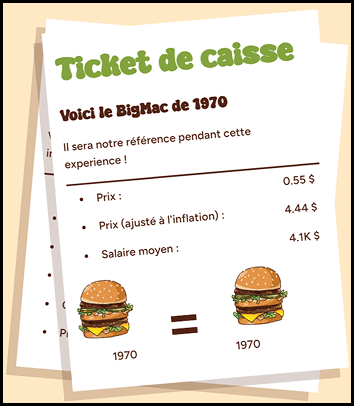 Ticket de caisse
Voici le BigMac de 1970
Il sera notre référence pendant cette
experience !
• Prix : 0.55 $
• Prix (ajusté à l'inflation) : 4.44 $
• Salaire moyen : 4.1K $
=
1970 1970